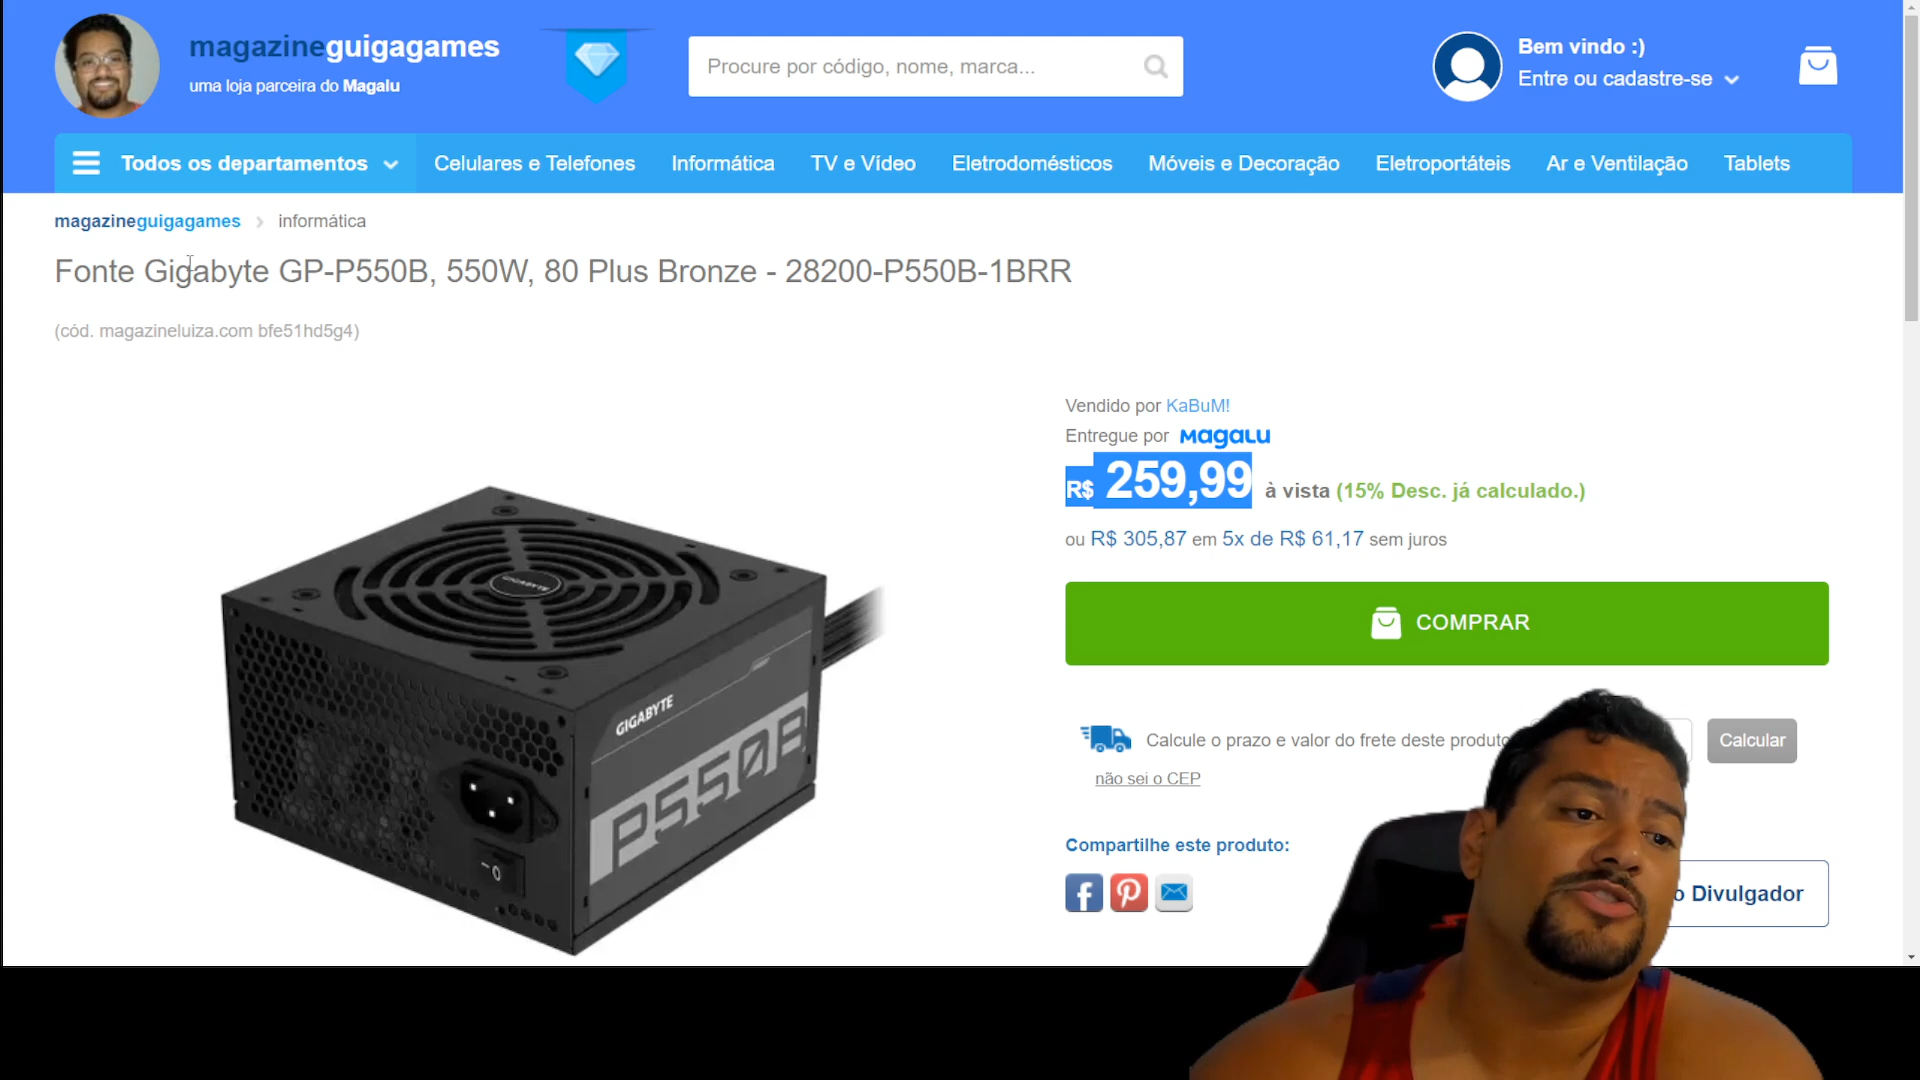 magazineguigagames
uma loja parceira do Magalu
Procure por código, nome, marca...
Bem vindo :)
Entre ou cadastre-se
Todos os departamentos
Celulares e Telefones
Informática
TV e Vídeo
Eletrodomésticos
Móveis e Decoração
Eletroportáteis
Ar e Ventilação
Tablets
magazineguigagames > informática
Fonte Gigabyte GP-P550B, 550W, 80 Plus Bronze - 28200-P550B-1BRR
(cód. magazineluiza.com bfe51hd5g4)
Vendido por KaBuM!
Entregue por Magalu
R$ 259,99 à vista (15% Desc. já calculado.)
ou R$ 305,87 em 5x de R$ 61,17 sem juros
COMPRAR
Calcule o prazo e valor do frete deste produto
Calcular
não sei o CEP
Compartilhe este produto:
o Divulgador
GIGABYTE
GIGABYTE
P550B